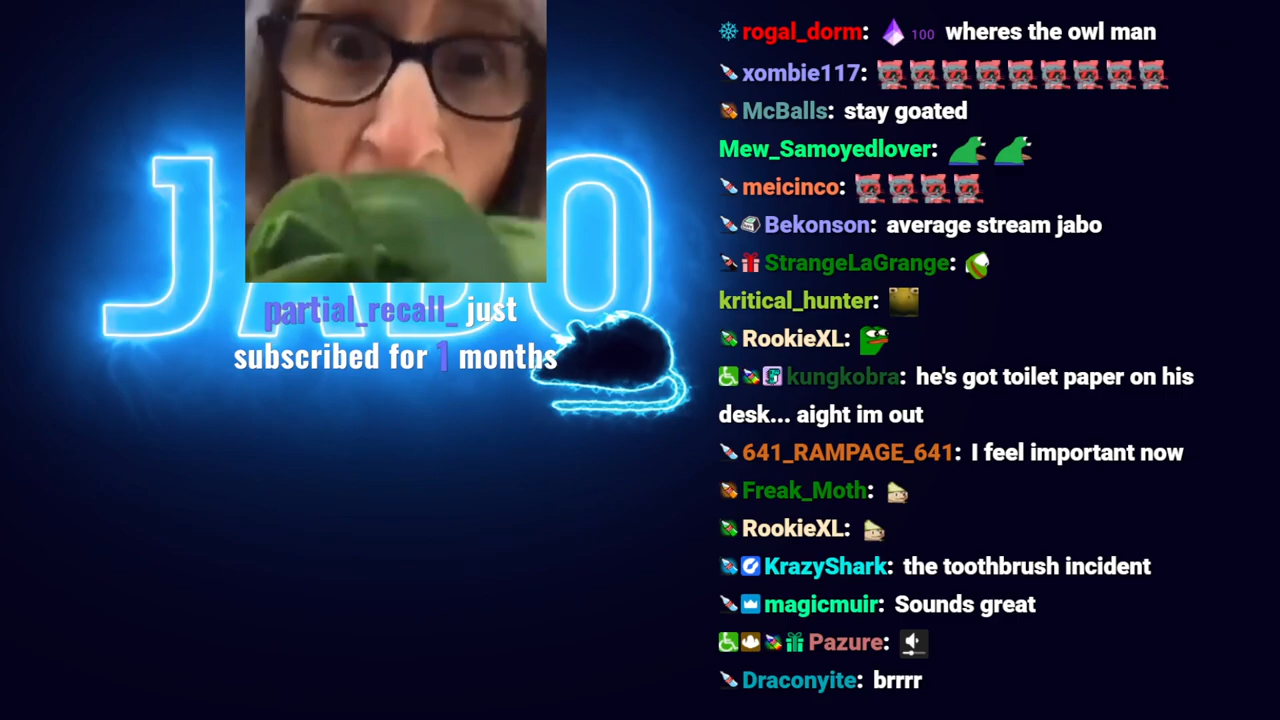 JABO
partial_recall_ just
subscribed for 1 months
rogal_dorm: 100 wheres the owl man
xombie117:
McBalls: stay goated
Mew_Samoyedlover:
meicinco:
Bekonson: average stream jabo
StrangeLaGrange:
kritical_hunter:
RookieXL:
kungkobra: he's got toilet paper on his
desk... aight im out
641_RAMPAGE_641: I feel important now
Freak_Moth:
RookieXL:
KrazyShark: the toothbrush incident
magicmuir: Sounds great
Pazure:
Draconyite: brrrr